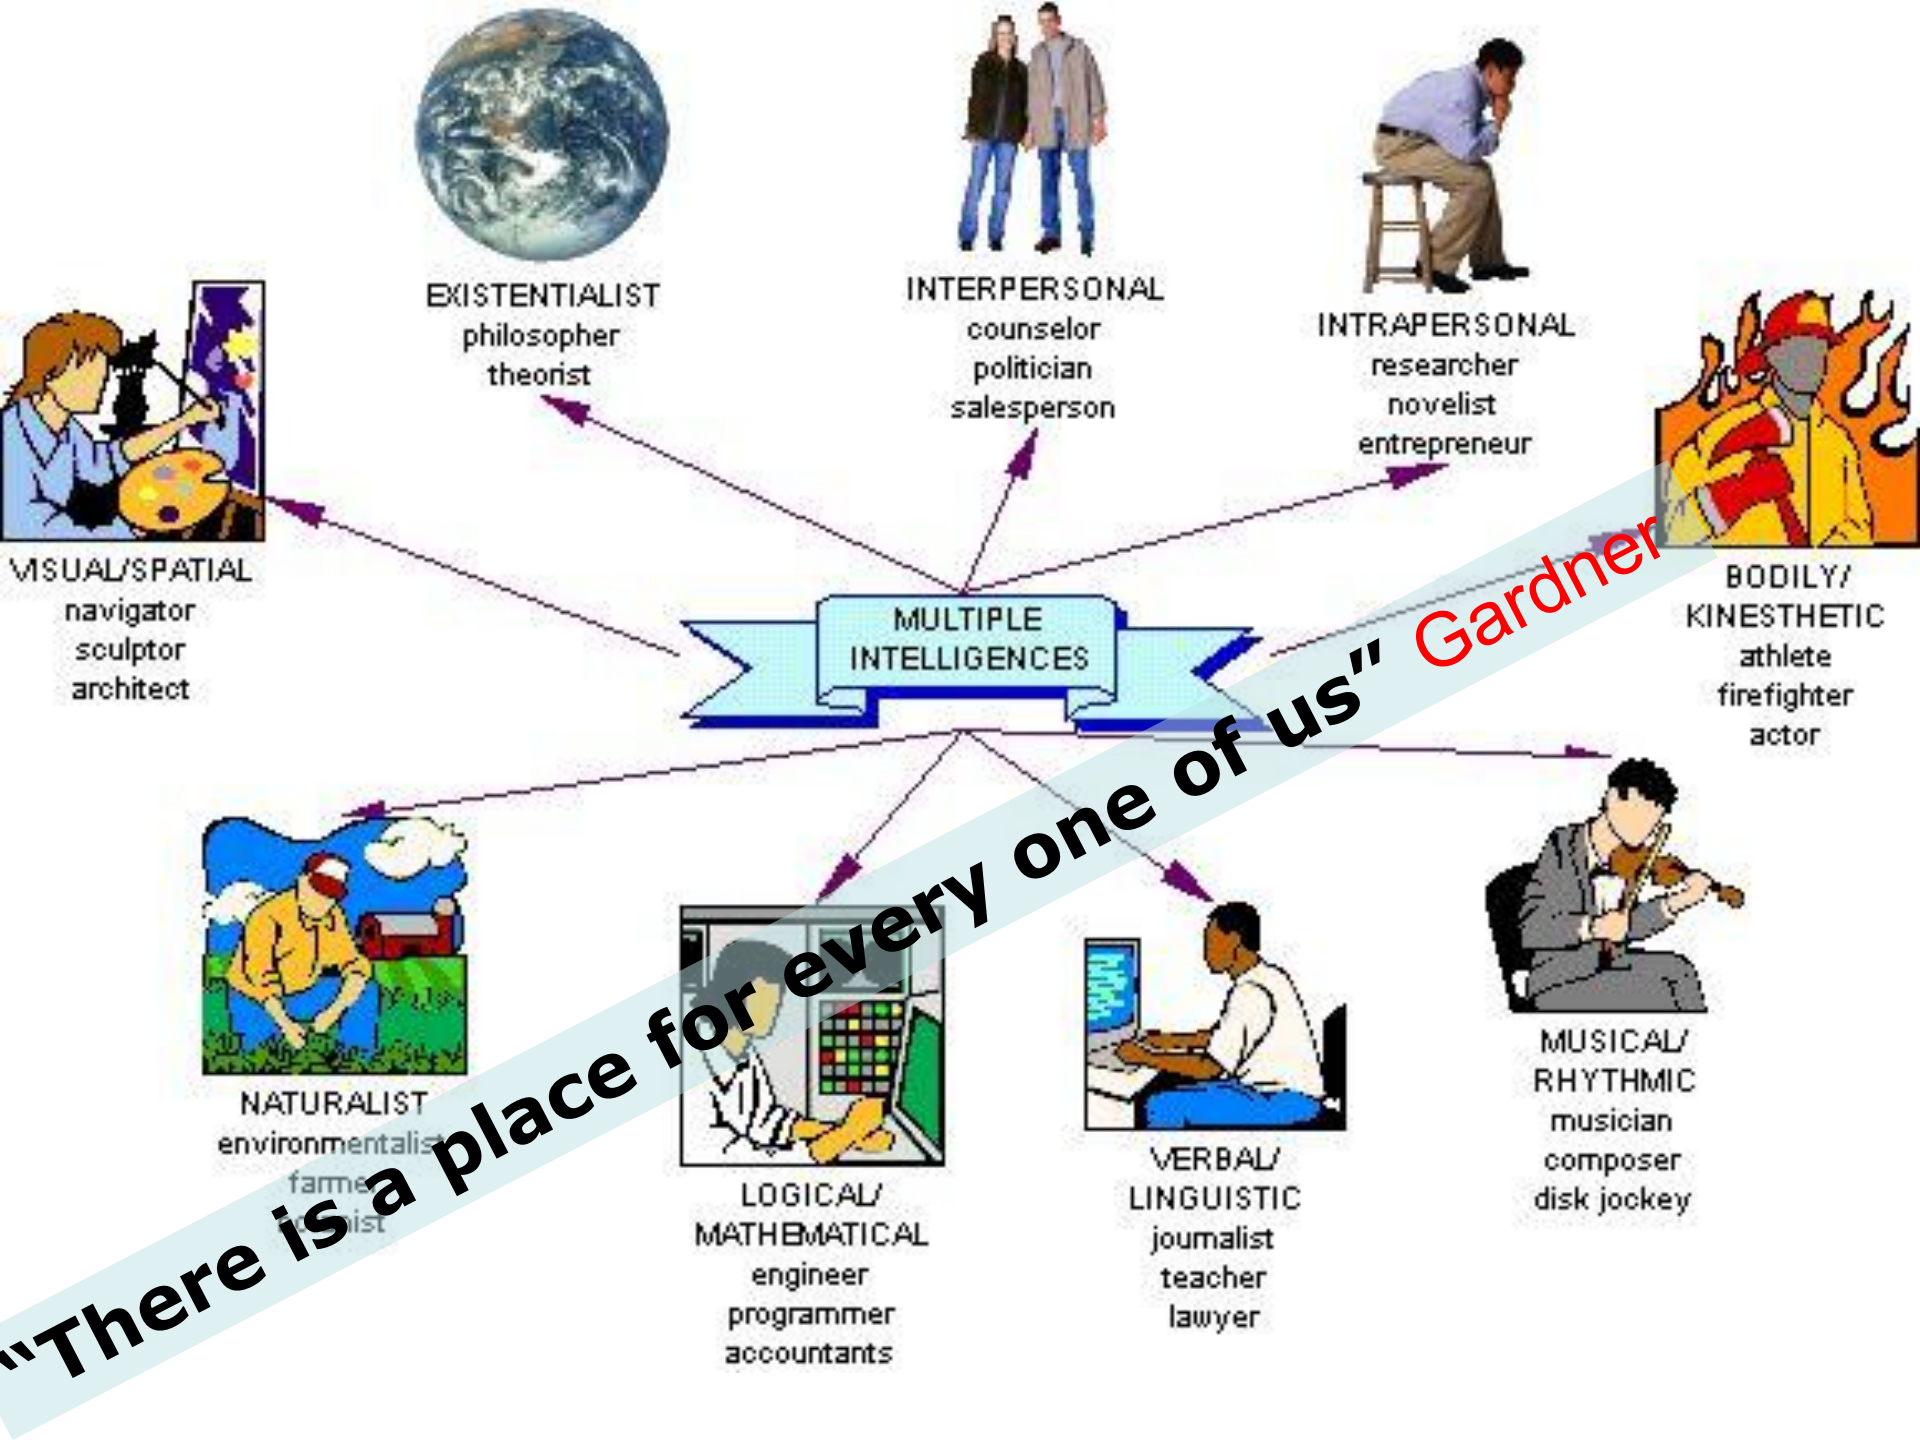 EXISTENTIALIST
philosopher
theorist
INTERPERSONAL
counselor
politician
salesperson
INTRAPERSONAL
researcher
novelist
entrepreneur
VISUAL/SPATIAL
navigator
sculptor
architect
MULTIPLE
INTELLIGENCES
BODILY/
KINESTHETIC
athlete
firefighter
actor
“There is a place for every one of us” Gardner
NATURALIST
environmentalist
farmer
LOGICAL/
MATHEMATICAL
engineer
programmer
accountants
VERBAL/
LINGUISTIC
journalist
teacher
lawyer
MUSICAL/
RHYTHMIC
musician
composer
disk jockey